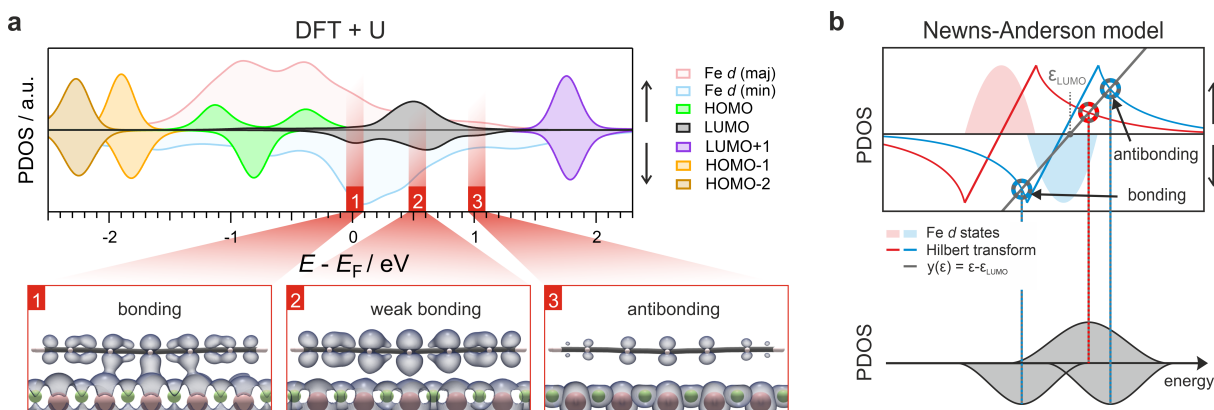 a
DFT + U
PDOS / a.u.
Fe d (maj)
Fe d (min)
HOMO
LUMO
LUMO+1
HOMO-1
HOMO-2
1
2
3
-2
-1
0
1
2
E - EF / eV
1
bonding
2
weak bonding
3
antibonding
b
Newns-Anderson model
PDOS
εLUMO
antibonding
bonding
Fe d states
Hilbert transform
y(ε) = ε-εLUMO
PDOS
energy